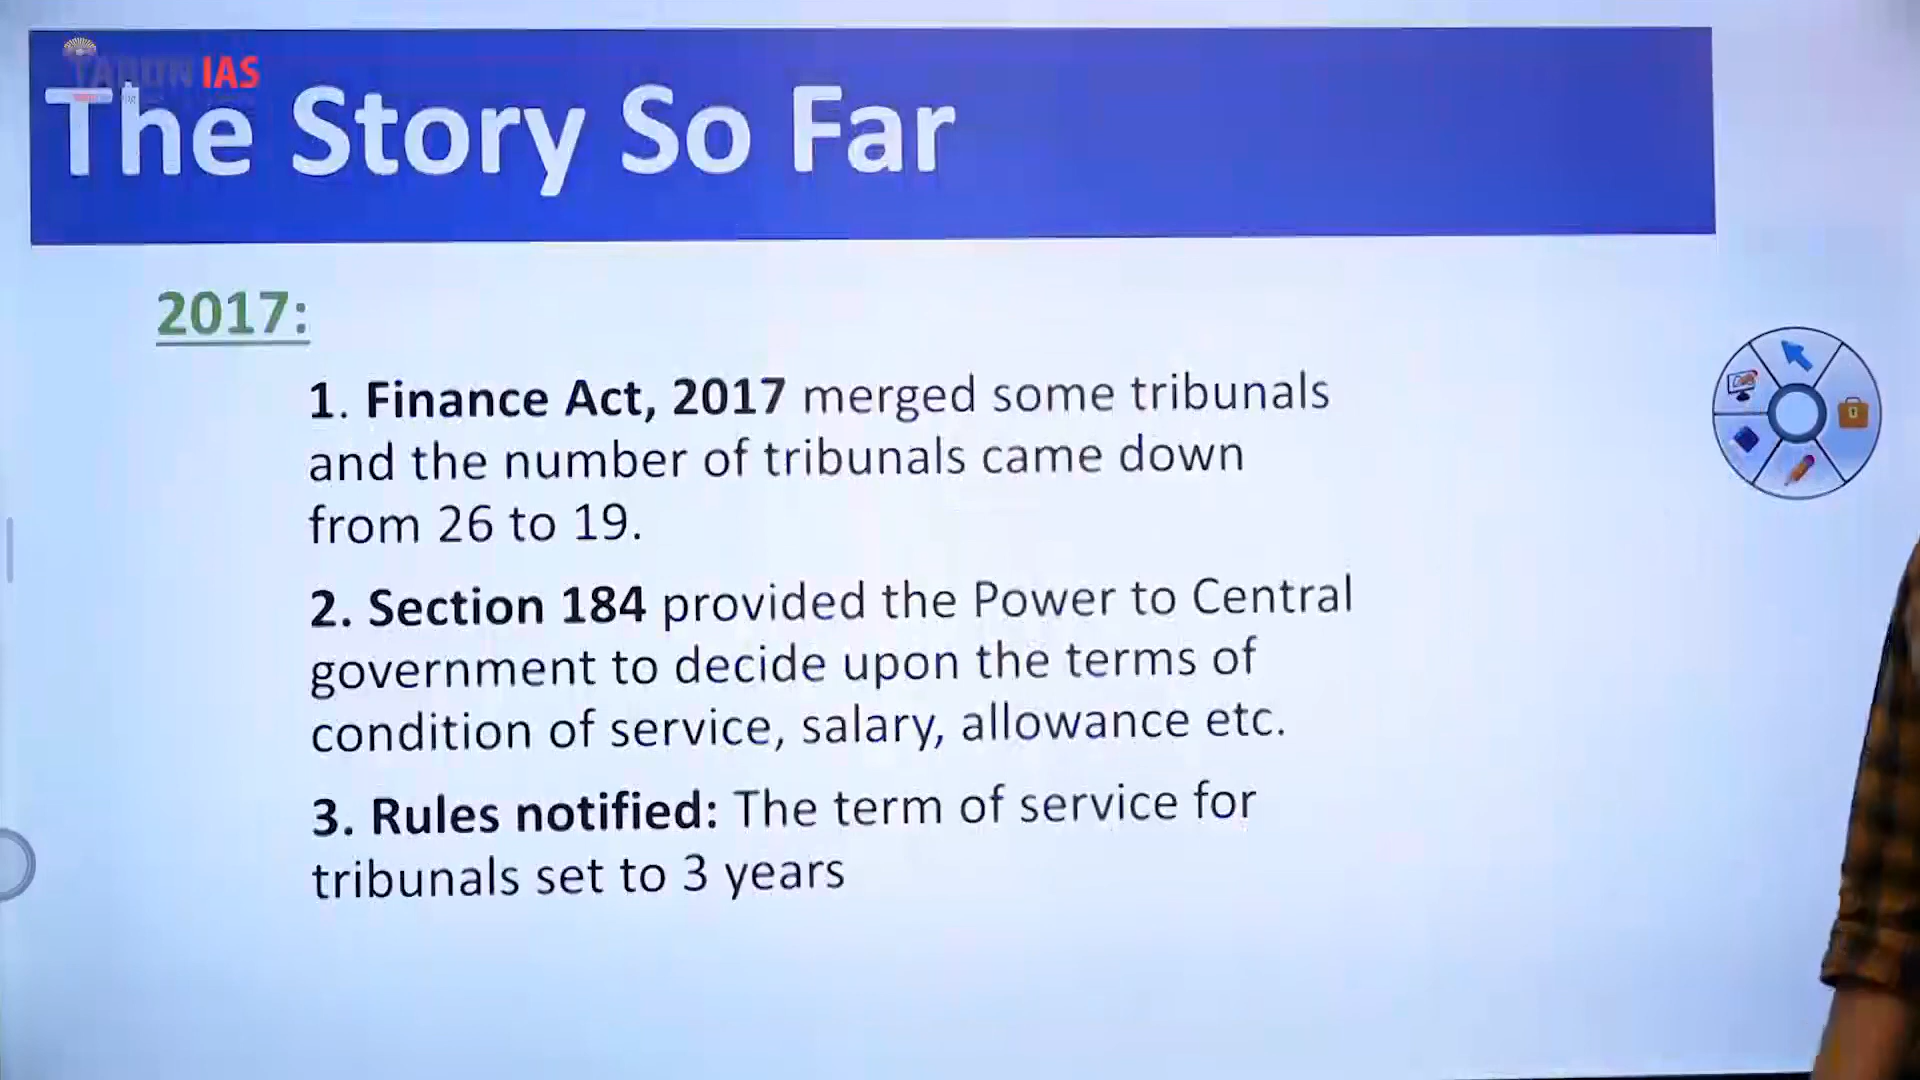 TARUN IAS
The Story So Far
2017:
1. Finance Act, 2017 merged some tribunals
and the number of tribunals came down
from 26 to 19.
2. Section 184 provided the Power to Central
government to decide upon the terms of
condition of service, salary, allowance etc.
3. Rules notified: The term of service for
tribunals set to 3 years